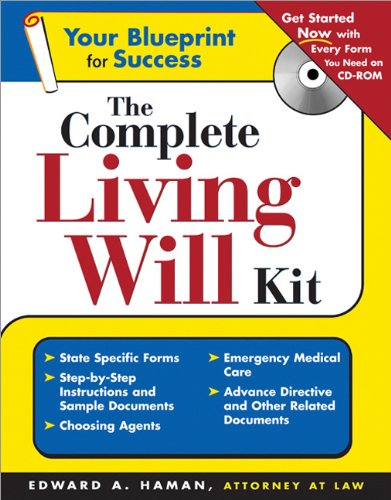 Your Blueprint
for Success
Get Started
Now with
Every Form
You Need on
CD-ROM
The
Complete
Living
Will Kit
➤ State Specific Forms
➤ Step-by-Step
Instructions and
Sample Documents
➤ Choosing Agents
➤ Emergency Medical
Care
➤ Advance Directive
and Other Related
Documents
EDWARD A. HAMAN, ATTORNEY AT LAW